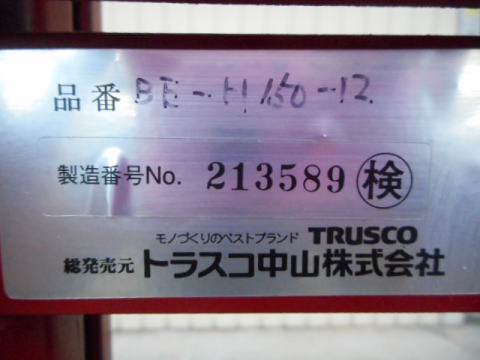 品番 BE-H150-12
製造番号No. 213589 検
モノづくりのベストブランド TRUSCO
総発売元 トラスコ中山株式会社